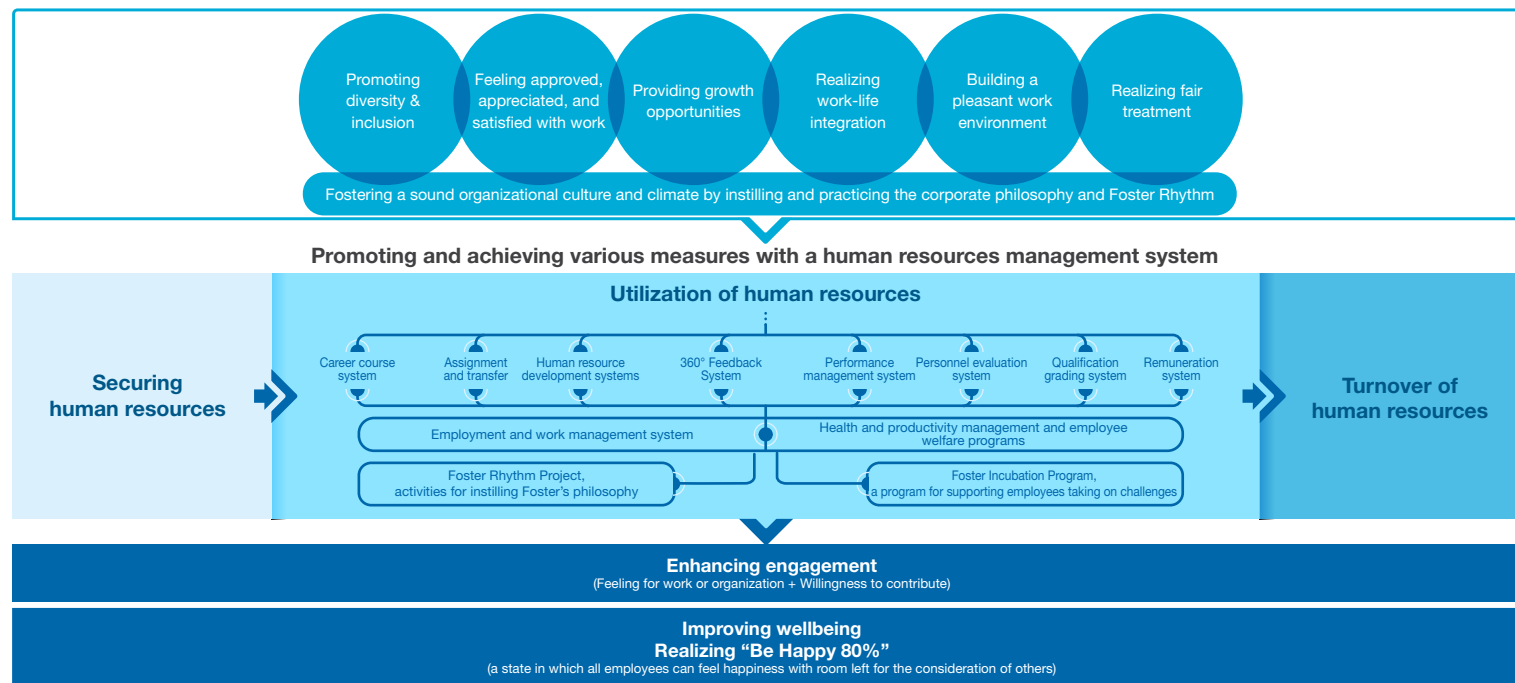 Promoting
diversity &
inclusion
Feeling approved,
appreciated, and
satisfied with work
Providing growth
opportunities
Realizing
work-life
integration
Building a
pleasant work
environment
Realizing fair
treatment
Fostering a sound organizational culture and climate by instilling and practicing the corporate philosophy and Foster Rhythm
Promoting and achieving various measures with a human resources management system
Securing
human resources
Utilization of human resources
Career course
system
Assignment
and transfer
Human resource
development systems
360° Feedback
System
Performance
management system
Personnel evaluation
system
Qualification
grading system
Remuneration
system
Employment and work management system
Health and productivity management and employee
welfare programs
Foster Rhythm Project,
activities for instilling Foster’s philosophy
Foster Incubation Program,
a program for supporting employees taking on challenges
Turnover of
human resources
Enhancing engagement
(Feeling for work or organization + Willingness to contribute)
Improving wellbeing
Realizing “Be Happy 80%”
(a state in which all employees can feel happiness with room left for the consideration of others)